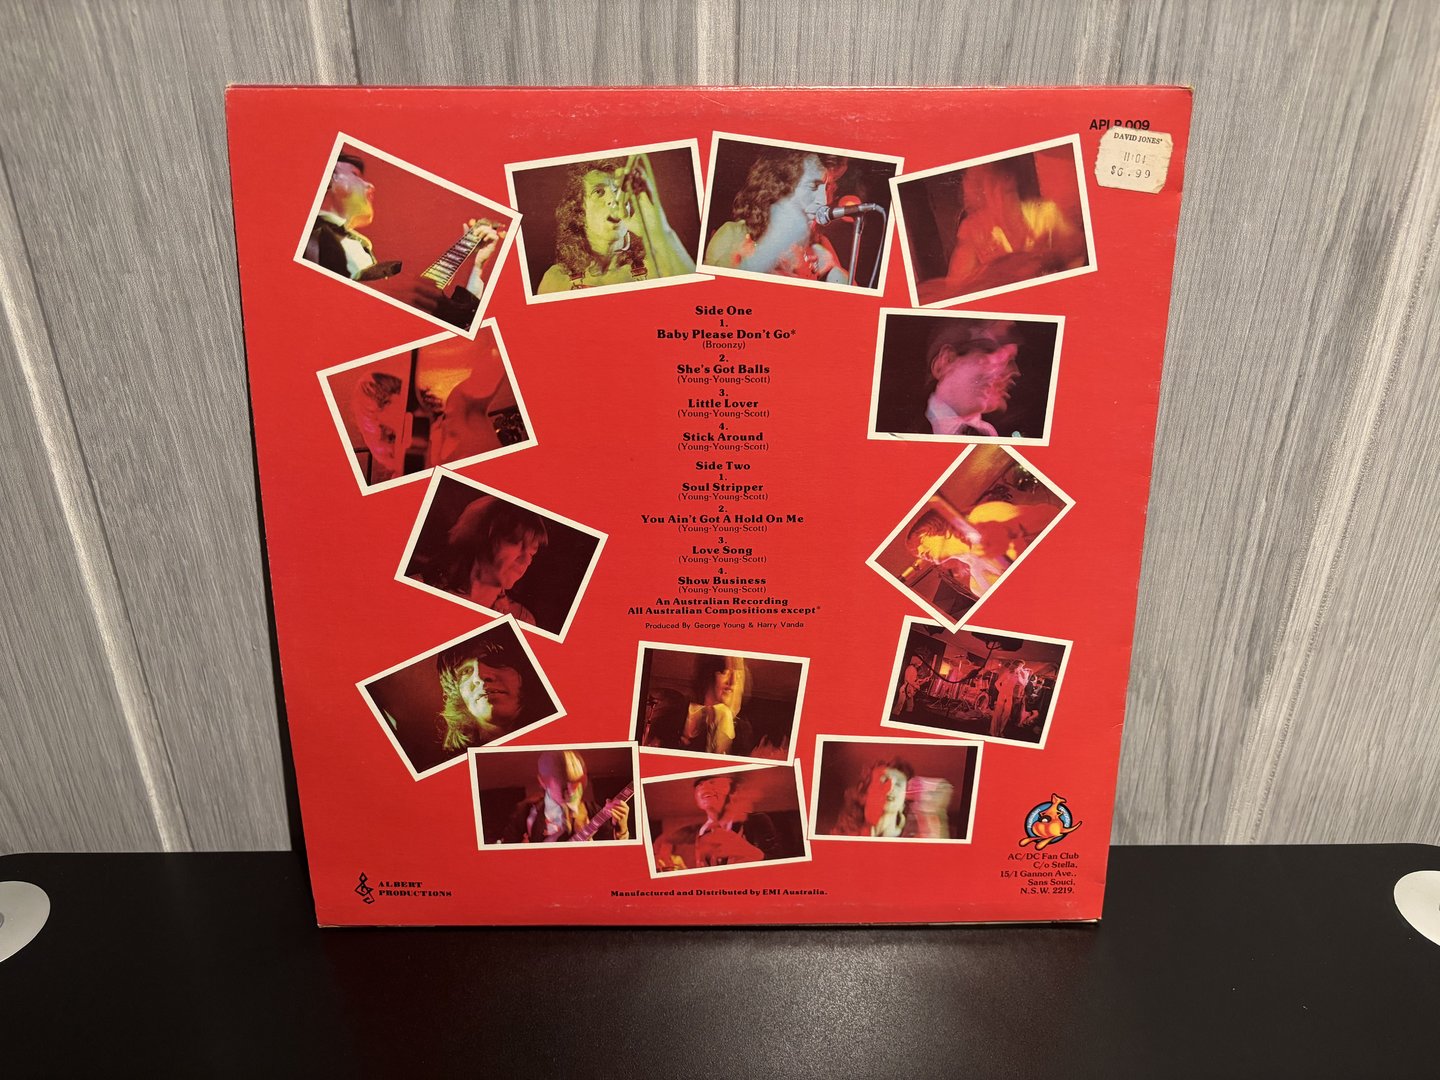 APLP 009
DAVID JONES'
11 04
$6.99
Side One
1.
Baby Please Don't Go*
(Broonzy)
2.
She's Got Balls
(Young-Young-Scott)
3.
Little Lover
(Young-Young-Scott)
4.
Stick Around
(Young-Young-Scott)
Side Two
1.
Soul Stripper
(Young-Young-Scott)
2.
You Ain't Got A Hold On Me
(Young-Young-Scott)
3.
Love Song
(Young-Young-Scott)
4.
Show Business
(Young-Young-Scott)
An Australian Recording
All Australian Compositions except*
Produced By George Young & Harry Vanda
AC/DC Fan Club
C/o Stella,
15/1 Gannon Ave.,
Sans Souci,
N.S.W. 2219.
ALBERT
PRODUCTIONS
Manufactured and Distributed by EMI Australia.